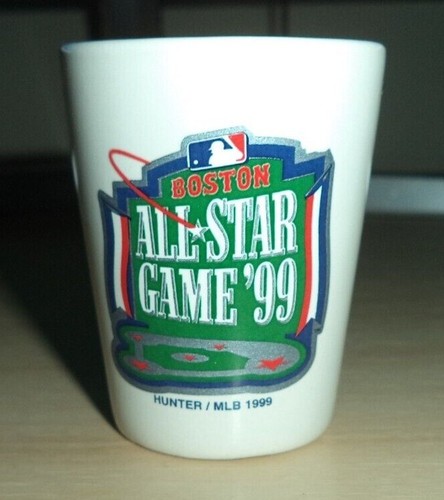 BOSTON
ALL★STAR
GAME '99
HUNTER / MLB 1999